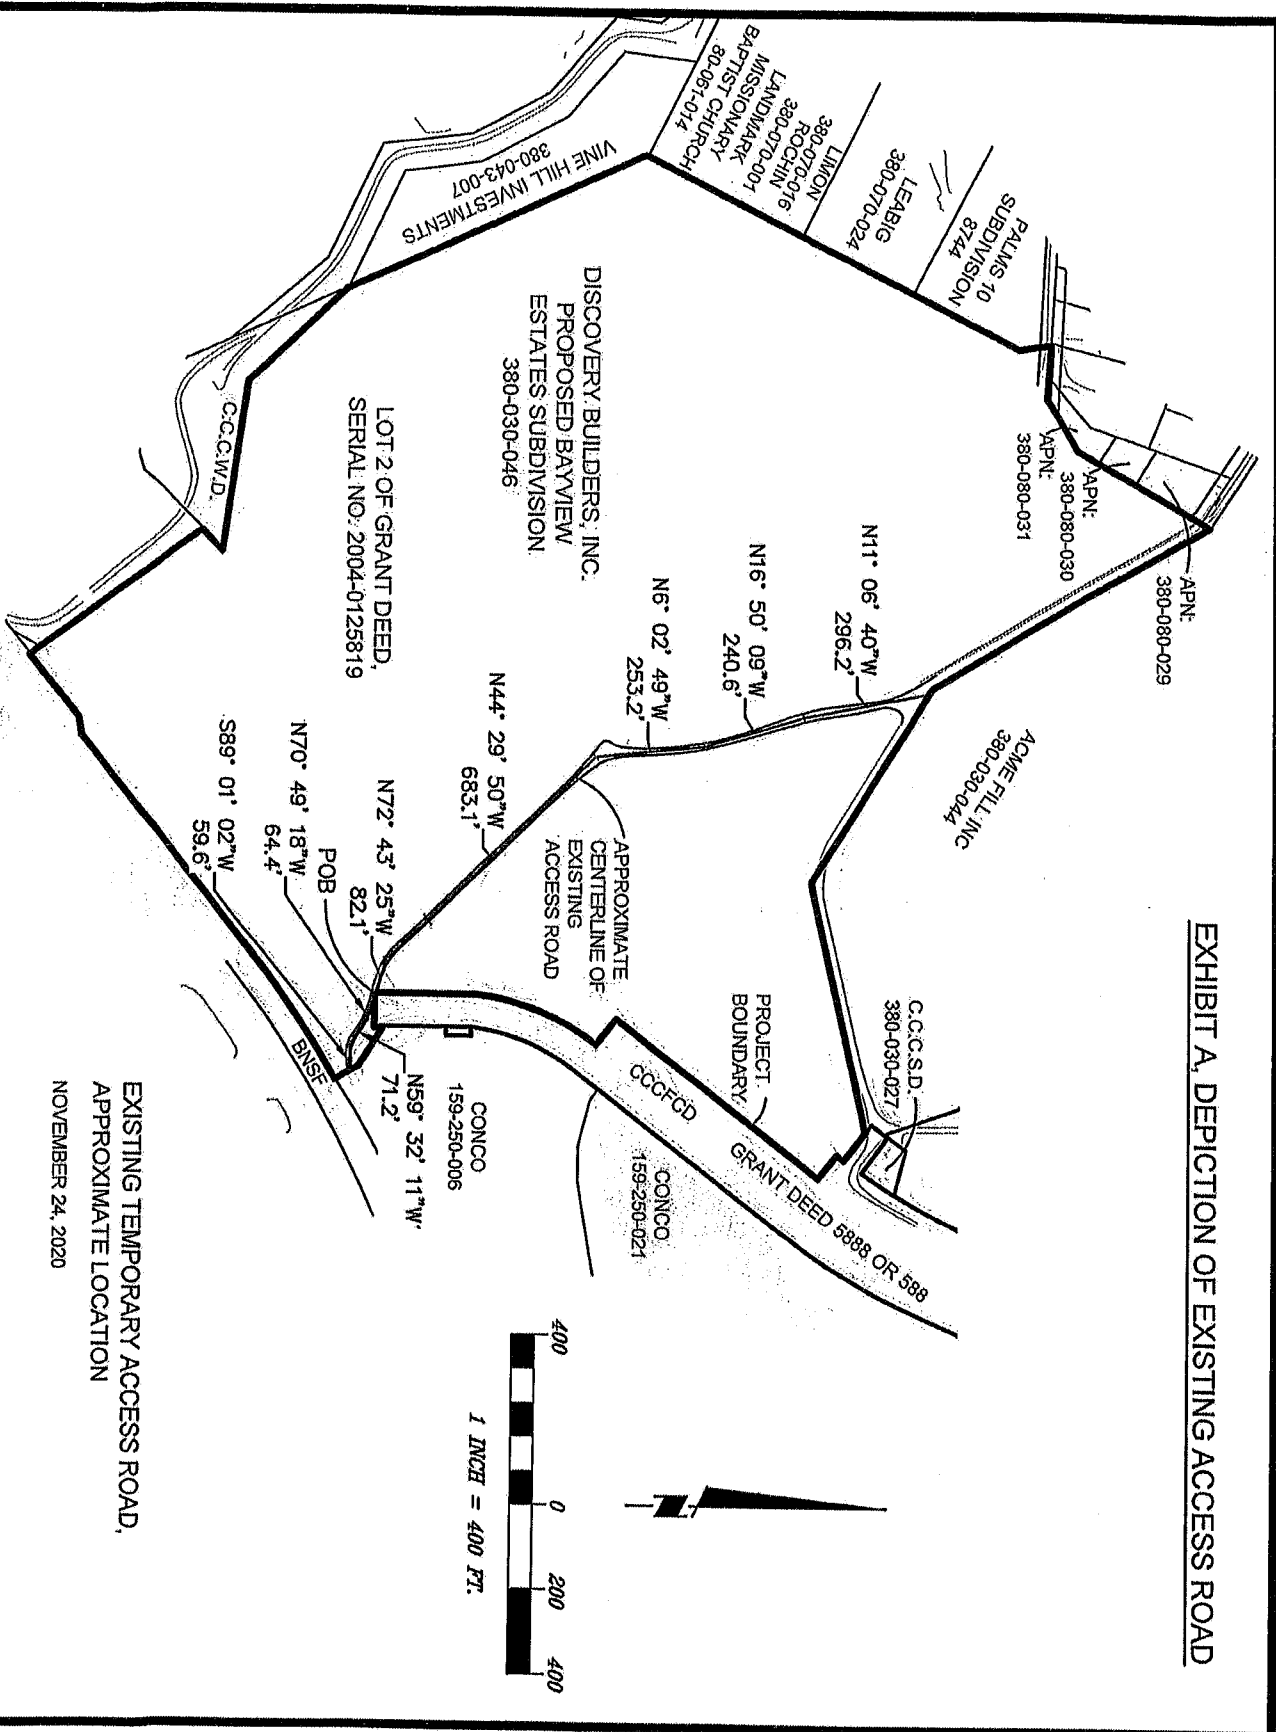 EXHIBIT A, DEPICTION OF EXISTING ACCESS ROAD
APN:
380-080-029
APN:
380-080-030
APN:
380-080-031
PALMS 10
SUBDIVISION
8744
LEABIG
380-070-024
LIMON
380-070-016
ROCHIN
380-070-001
LANDMARK
MISSIONARY
BAPTIST CHURCH
80-061-014
VINE HILL INVESTMENTS
380-043-007
ACME FILL INC
380-030-044
C.C.C.S.D.
380-030-027
N11° 06' 40"W
296.2'
N16° 50' 09"W
240.6'
N6° 02' 49"W
253.2'
N44° 29' 50"W
683.1'
N72° 43' 25"W
82.1'
POB
N70° 49' 18"W
64.4'
S89° 01' 02"W
59.6'
N59° 32' 11"W
71.2'
DISCOVERY BUILDERS, INC.
PROPOSED BAYVIEW
ESTATES SUBDIVISION
380-030-046
LOT 2 OF GRANT DEED,
SERIAL NO. 2004-0125819
C.C.C.W.D.
APPROXIMATE
CENTERLINE OF
EXISTING
ACCESS ROAD
PROJECT
BOUNDARY
CCCFCD
GRANT DEED 5888 OR 588
CONCO
159-250-021
CONCO
159-250-006
BNSF
N
400 0 200 400
1 INCH = 400 FT.
EXISTING TEMPORARY ACCESS ROAD,
APPROXIMATE LOCATION
NOVEMBER 24, 2020